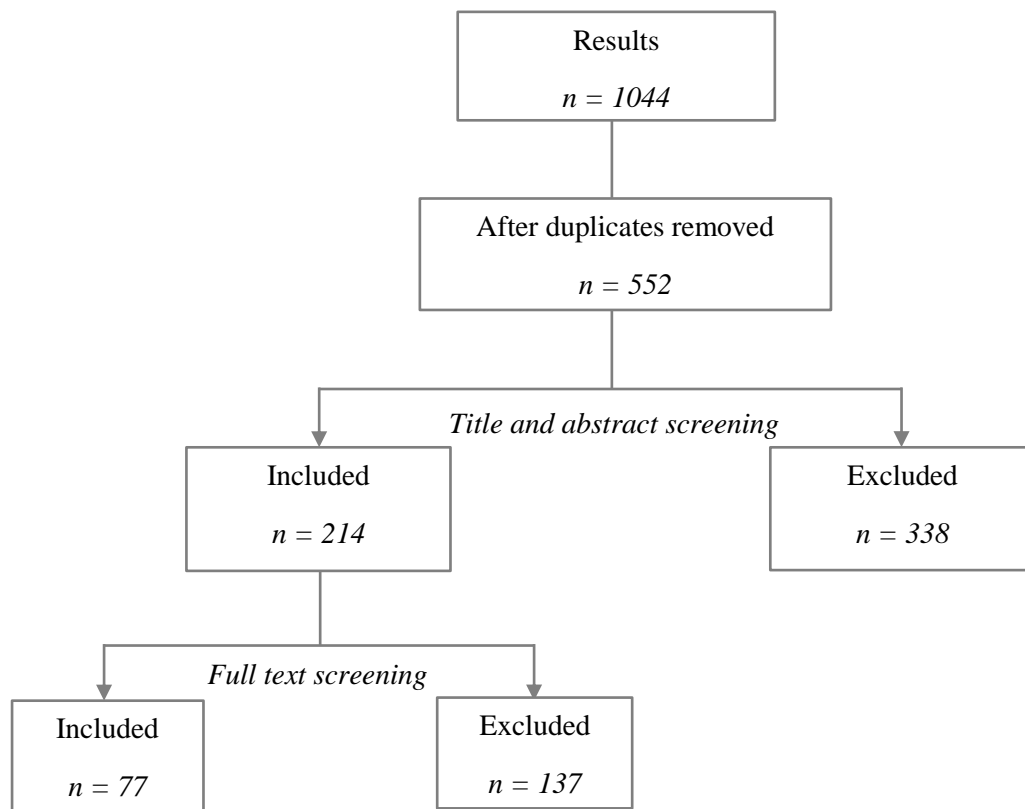 Results
n = 1044
After duplicates removed
n = 552
Title and abstract screening
Included
n = 214
Excluded
n = 338
Full text screening
Included
n = 77
Excluded
n = 137